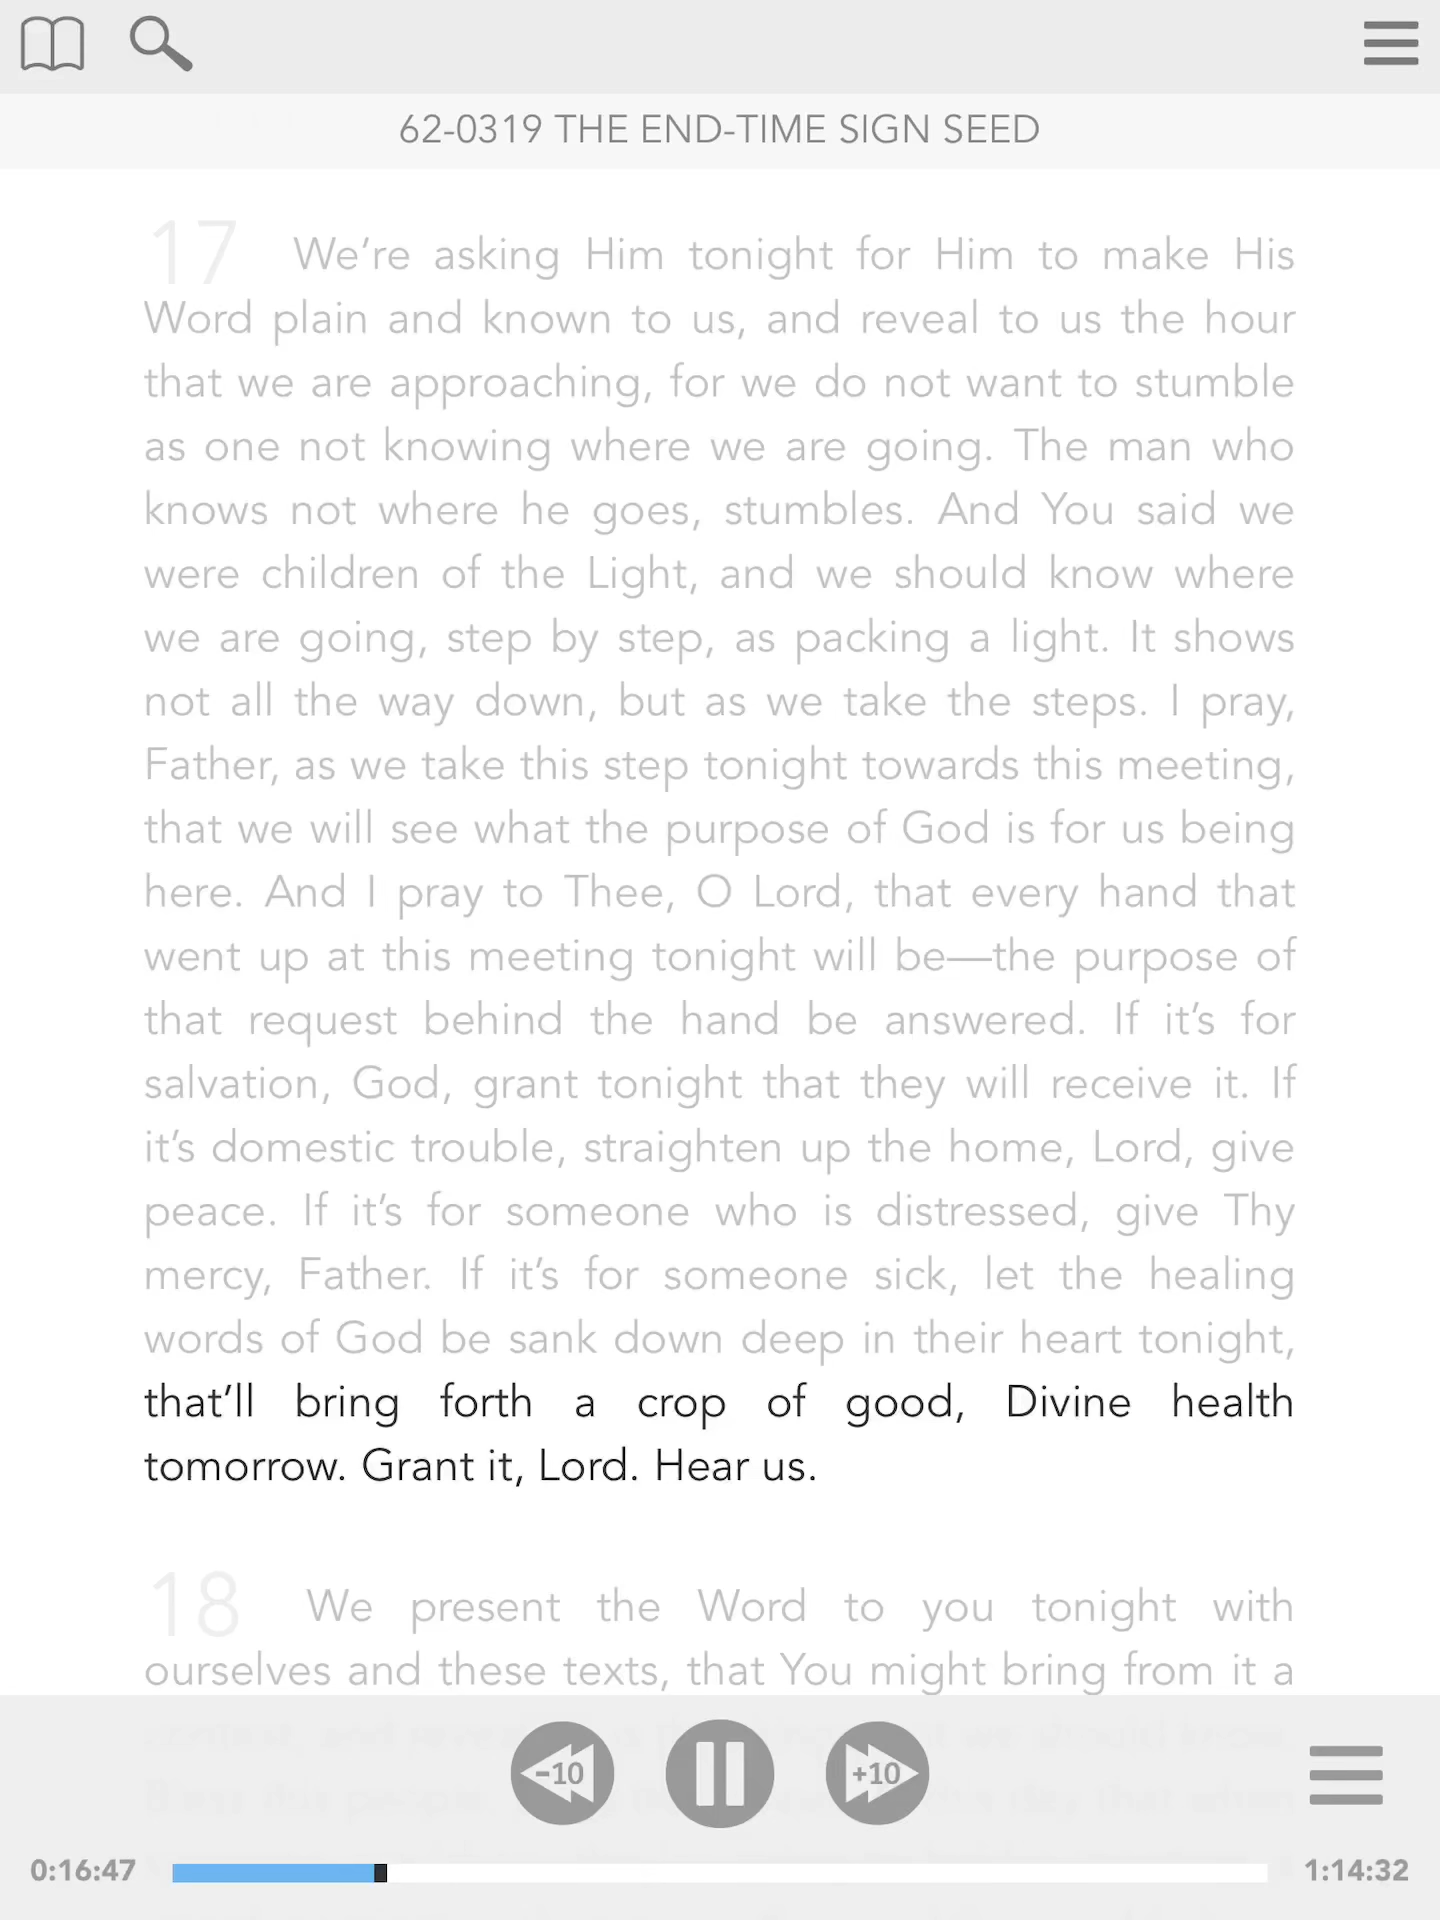 62-0319 THE END-TIME SIGN SEED
17 We’re asking Him tonight for Him to make His
Word plain and known to us, and reveal to us the hour
that we are approaching, for we do not want to stumble
as one not knowing where we are going. The man who
knows not where he goes, stumbles. And You said we
were children of the Light, and we should know where
we are going, step by step, as packing a light. It shows
not all the way down, but as we take the steps. I pray,
Father, as we take this step tonight towards this meeting,
that we will see what the purpose of God is for us being
here. And I pray to Thee, O Lord, that every hand that
went up at this meeting tonight will be—the purpose of
that request behind the hand be answered. If it’s for
salvation, God, grant tonight that they will receive it. If
it’s domestic trouble, straighten up the home, Lord, give
peace. If it’s for someone who is distressed, give Thy
mercy, Father. If it’s for someone sick, let the healing
words of God be sank down deep in their heart tonight,
that’ll bring forth a crop of good, Divine health
tomorrow. Grant it, Lord. Hear us.
18 We present the Word to you tonight with
ourselves and these texts, that You might bring from it a
-10 +10
0:16:47 1:14:32